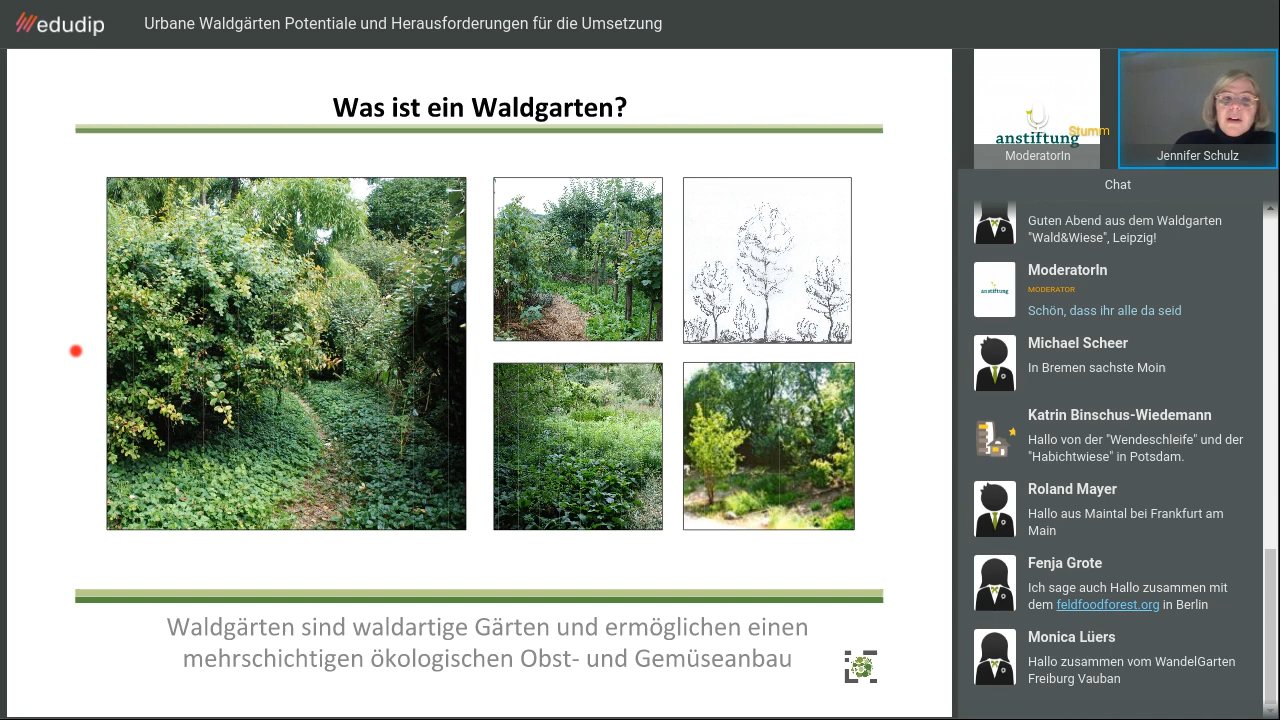 edudip
Urbane Waldgärten Potentiale und Herausforderungen für die Umsetzung
Was ist ein Waldgarten?
Waldgärten sind waldartige Gärten und ermöglichen einen
mehrschichtigen ökologischen Obst- und Gemüseanbau
anstiftung
Stumm
ModeratorIn
Jennifer Schulz
Chat
Guten Abend aus dem Waldgarten
"Wald&Wiese", Leipzig!
anstiftung
ModeratorIn
MODERATOR
Schön, dass ihr alle da seid
Michael Scheer
In Bremen sachste Moin
Katrin Binschus-Wiedemann
Hallo von der "Wendeschleife" und der
"Habichtwiese" in Potsdam.
Roland Mayer
Hallo aus Maintal bei Frankfurt am
Main
Fenja Grote
Ich sage auch Hallo zusammen mit
dem feldfoodforest.org in Berlin
Monica Lüers
Hallo zusammen vom WandelGarten
Freiburg Vauban